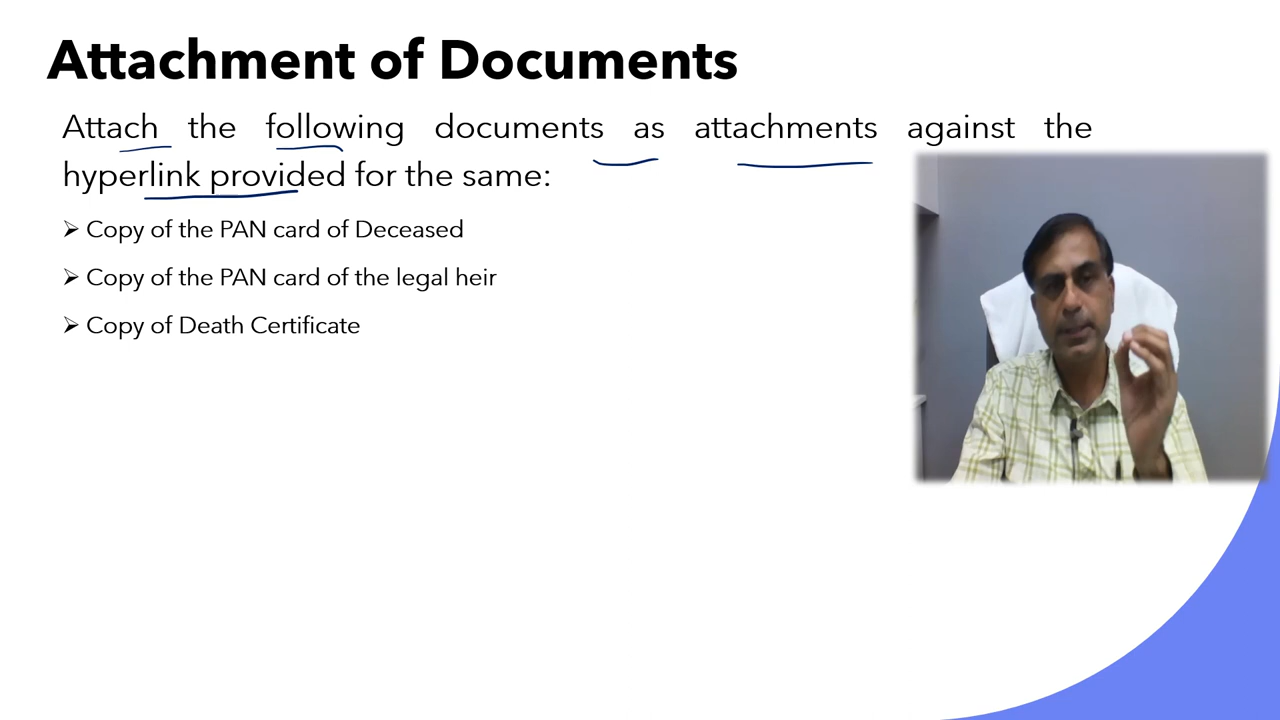 Attachment of Documents
Attach the following documents as attachments against the
hyperlink provided for the same:
➢ Copy of the PAN card of Deceased
➢ Copy of the PAN card of the legal heir
➢ Copy of Death Certificate